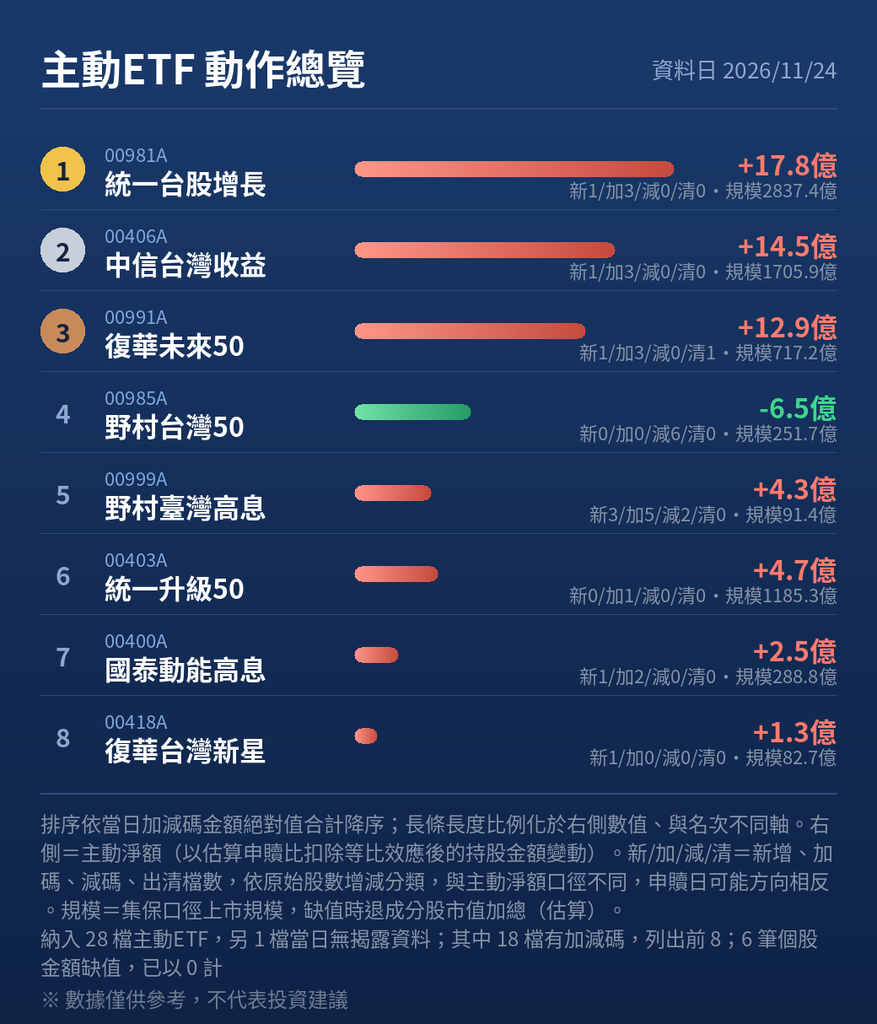 主動ETF 動作總覽
資料日 2026/11/24
1
00981A
統一台股增長
+17.8億
新1/加3/減0/清0・規模2837.4億
2
00406A
中信台灣收益
+14.5億
新1/加3/減0/清0・規模1705.9億
3
00991A
復華未來50
+12.9億
新1/加3/減0/清1・規模717.2億
4
00985A
野村台灣50
-6.5億
新0/加0/減6/清0・規模251.7億
5
00999A
野村臺灣高息
+4.3億
新3/加5/減2/清0・規模91.4億
6
00403A
統一升級50
+4.7億
新0/加1/減0/清0・規模1185.3億
7
00400A
國泰動能高息
+2.5億
新1/加2/減0/清0・規模288.8億
8
00418A
復華台灣新星
+1.3億
新1/加0/減0/清0・規模82.7億
排序依當日加減碼金額絕對值合計降序；長條長度比例化於右側數值、與名次不同軸。右
側＝主動淨額（以估算申贖比扣除等比效應後的持股金額變動）。新/加/減/清＝新增、加
碼、減碼、出清檔數，依原始股數增減分類，與主動淨額口徑不同，申贖日可能方向相反
。規模＝集保口徑上市規模，缺值時退成分股市值加總（估算）。
納入 28 檔主動ETF，另 1 檔當日無揭露資料；其中 18 檔有加減碼，列出前 8；6 筆個股
金額缺值，已以 0 計
※ 數據僅供參考，不代表投資建議